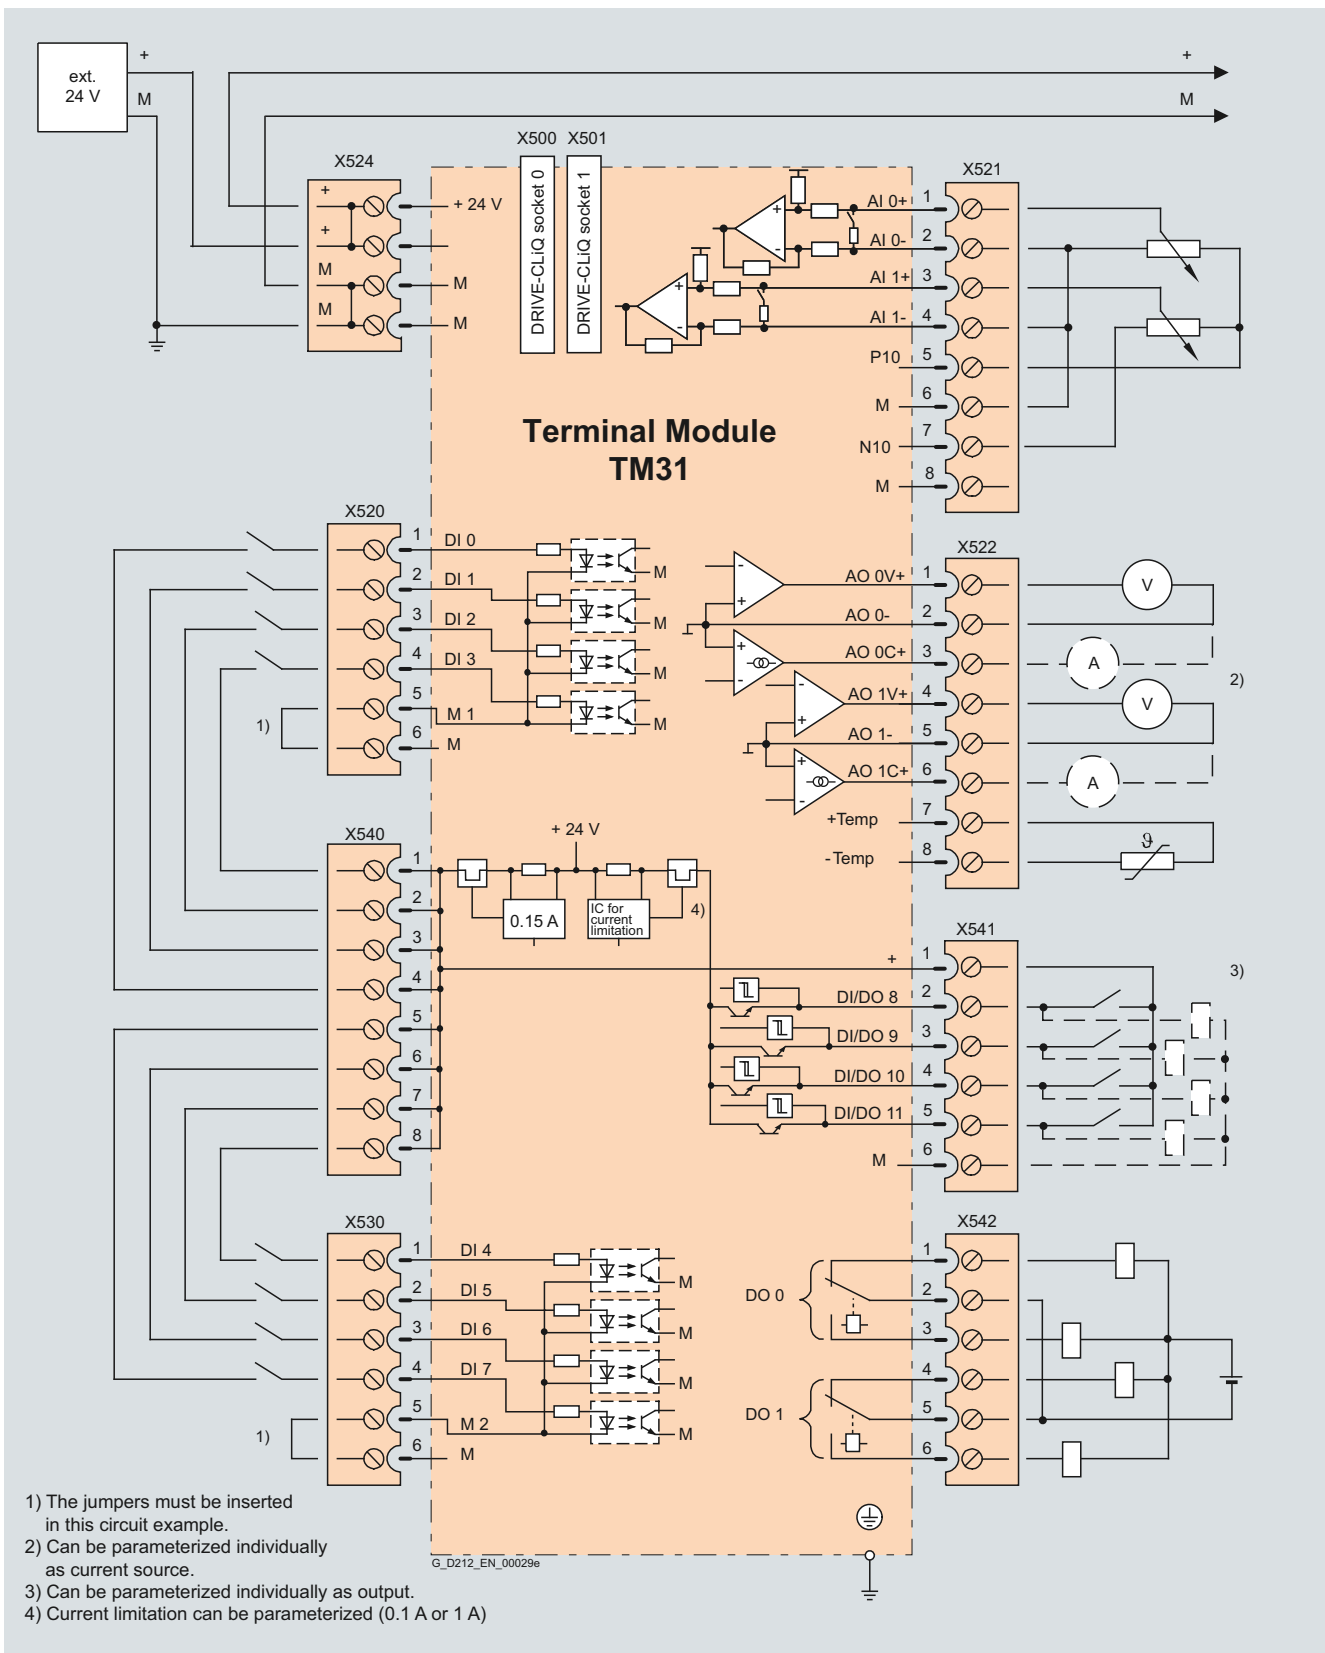 ext.
24 V
+
M
+
M
X500 X501
X524
X521
+
+
M
M
+ 24 V
M
M
DRIVE-CLiQ socket 0
DRIVE-CLiQ socket 1
+
-
+
-
AI 0+
AI 0-
AI 1+
AI 1-
P10
M
N10
M
1
2
3
4
5
6
7
8
Terminal Module
TM31
X520
1
2
3
4
5
6
DI 0
DI 1
DI 2
DI 3
M 1
M
M
M
M
M
1)
X522
-
+
+
-
-
+
+
-
AO 0V+
AO 0-
AO 0C+
AO 1V+
AO 1-
AO 1C+
+Temp
- Temp
1
2
3
4
5
6
7
8
V
A
V
A
2)
ϑ
X540
1
2
3
4
5
6
7
8
+ 24 V
0.15 A
IC for
current
limitation
4)
X541
+
DI/DO 8
DI/DO 9
DI/DO 10
DI/DO 11
M
1
2
3
4
5
6
3)
X530
1
2
3
4
5
6
DI 4
DI 5
DI 6
DI 7
M 2
M
M
M
M
M
1)
X542
DO 0
DO 1
1
2
3
4
5
6
1) The jumpers must be inserted
in this circuit example.
2) Can be parameterized individually
as current source.
3) Can be parameterized individually as output.
4) Current limitation can be parameterized (0.1 A or 1 A)
G_D212_EN_00029e